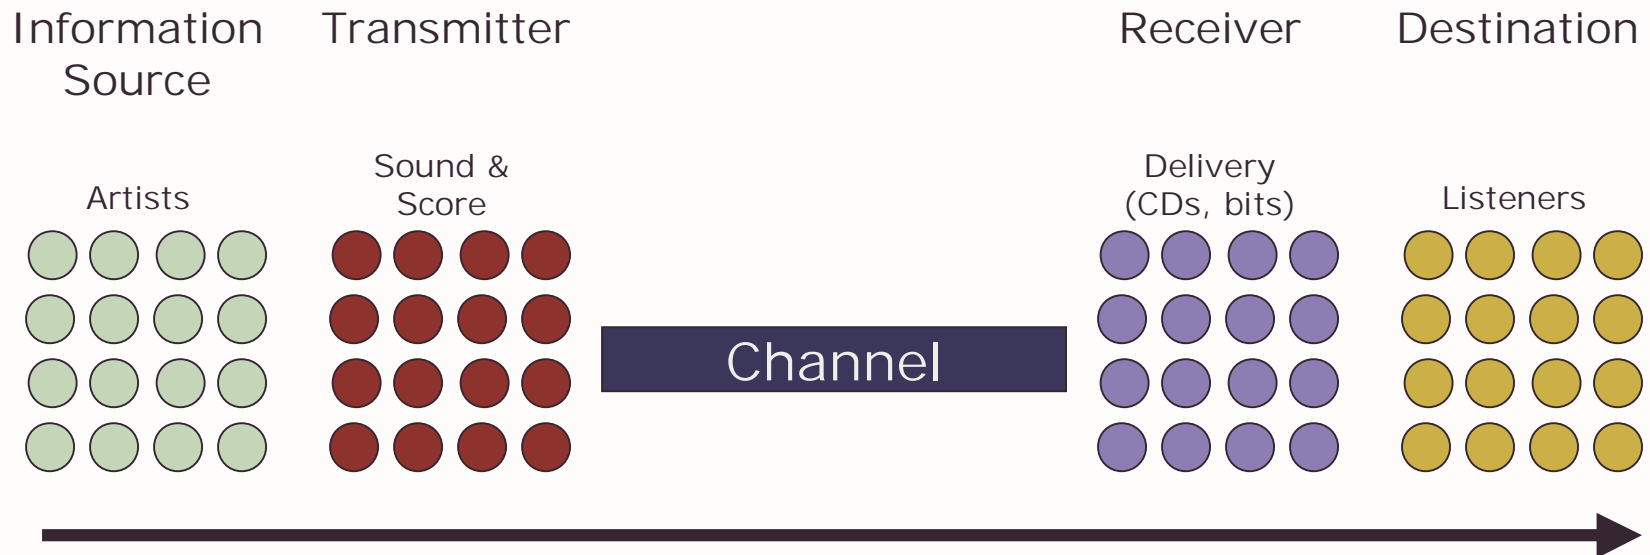 Information
Source
Transmitter
Receiver
Destination
Artists
Sound &
Score
Delivery
(CDs, bits)
Listeners
Channel